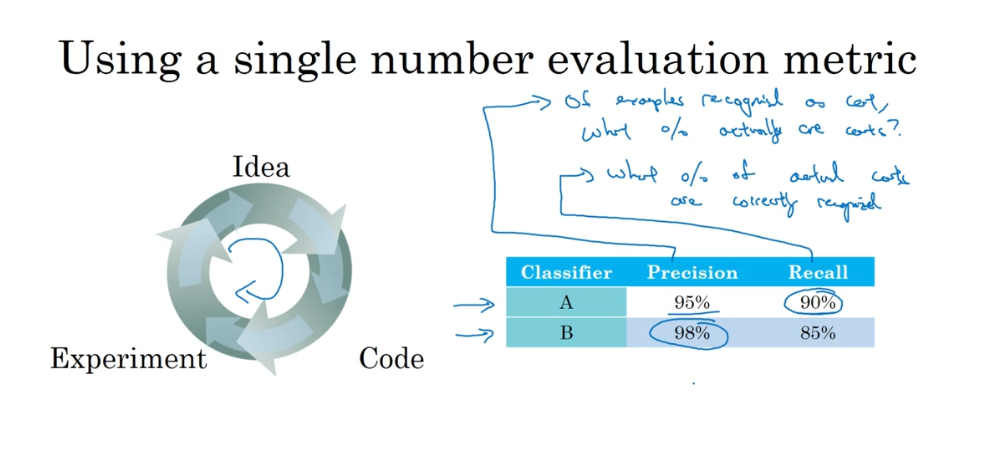 Using a single number evaluation metric
Of examples recognized as cat,
what % actually are cats?
what % of actual cats
are correctly recognized
Idea
Experiment
Code
Classifier Precision Recall
A 95% 90%
B 98% 85%